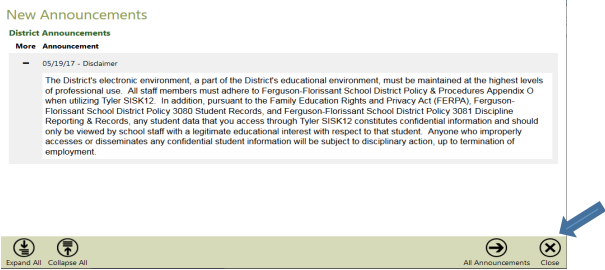 New Announcements
District Announcements
More Announcement
05/19/17 - Disclaimer
The District's electronic environment, a part of the District's educational environment, must be maintained at the highest levels
of professional use. All staff members must adhere to Ferguson-Florissant School District Policy & Procedures Appendix O
when utilizing Tyler SISK12. In addition, pursuant to the Family Education Rights and Privacy Act (FERPA), Ferguson-
Florissant School District Policy 3080 Student Records, and Ferguson-Florissant School District Policy 3081 Discipline
Reporting & Records, any student data that you access through Tyler SISK12 constitutes confidential information and should
only be viewed by school staff with a legitimate educational interest with respect to that student. Anyone who improperly
accesses or disseminates any confidential student information will be subject to disciplinary action, up to termination of
employment.
Expand All Collapse All All Announcements Close